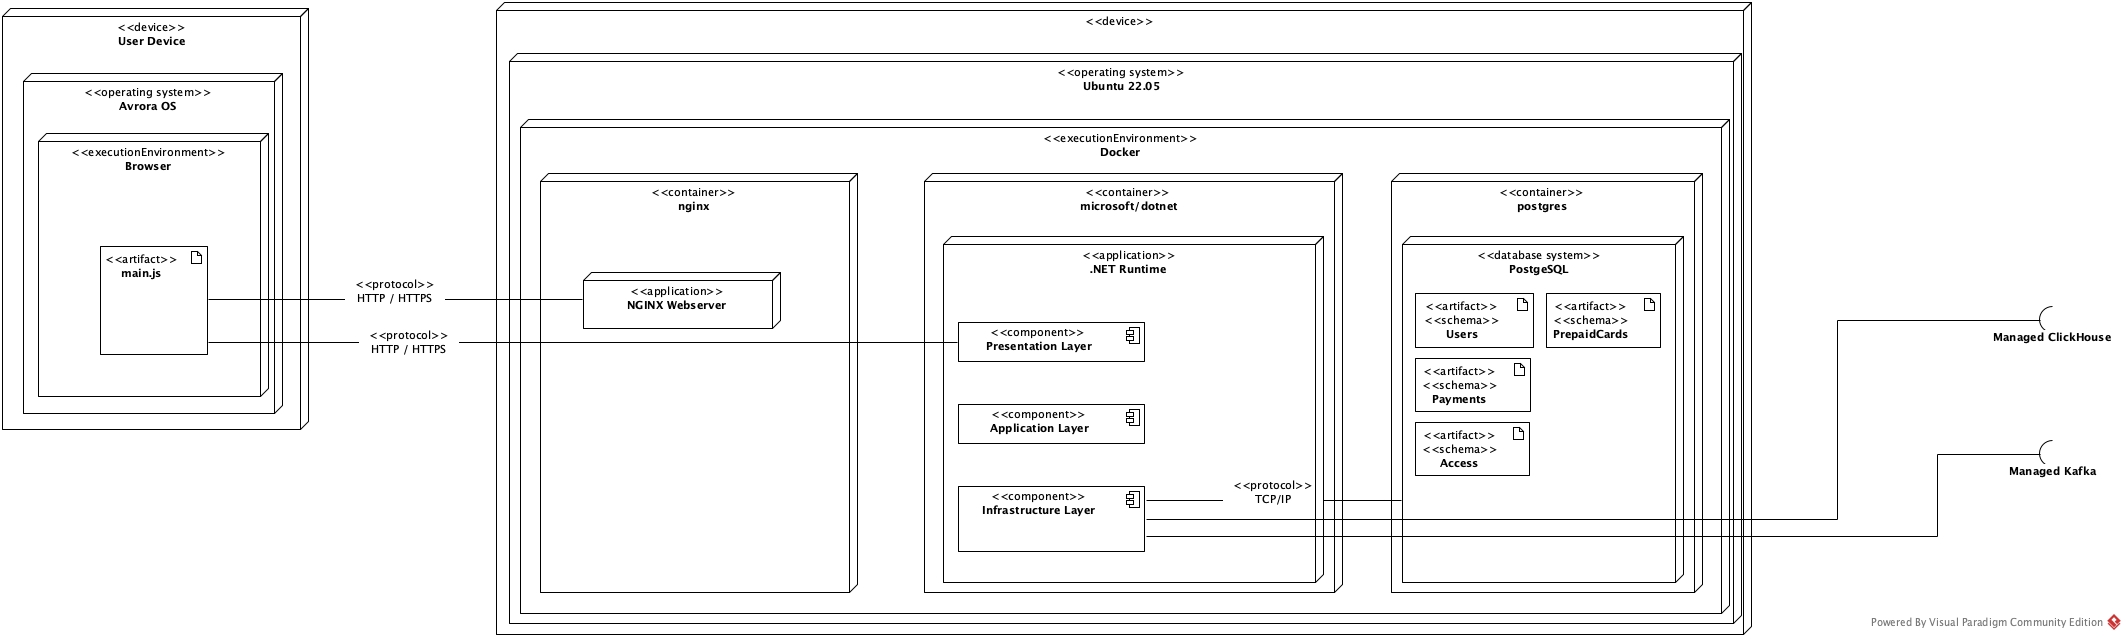 <<device>>
User Device
<<operating system>>
Avrora OS
<<executionEnvironment>>
Browser
<<artifact>>
main.js
<<protocol>>
HTTP / HTTPS
<<protocol>>
HTTP / HTTPS
<<device>>
<<operating system>>
Ubuntu 22.05
<<executionEnvironment>>
Docker
<<container>>
nginx
<<application>>
NGINX Webserver
<<container>>
microsoft/dotnet
<<application>>
.NET Runtime
<<component>>
Presentation Layer
<<component>>
Application Layer
<<component>>
Infrastructure Layer
<<protocol>>
TCP/IP
<<container>>
postgres
<<database system>>
PostgeSQL
<<artifact>>
<<schema>>
Users
<<artifact>>
<<schema>>
PrepaidCards
<<artifact>>
<<schema>>
Payments
<<artifact>>
<<schema>>
Access
Managed ClickHouse
Managed Kafka
Powered By Visual Paradigm Community Edition